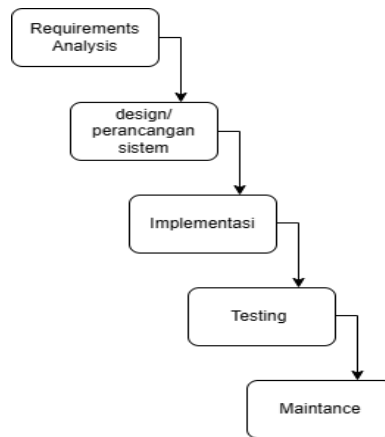 Requirements
Analysis
design/
perancangan
sistem
Implementasi
Testing
Maintance